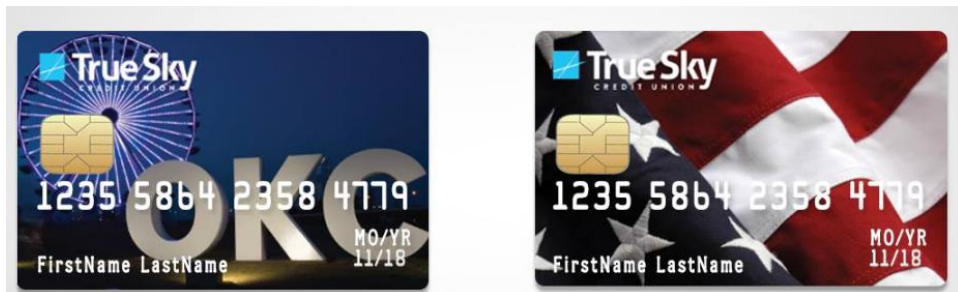 True Sky
CREDIT UNION
OKC
1235 5864 2358 4779
MO/YR
11/18
FirstName LastName
True Sky
CREDIT UNION
1235 5864 2358 4779
MO/YR
11/18
FirstName LastName